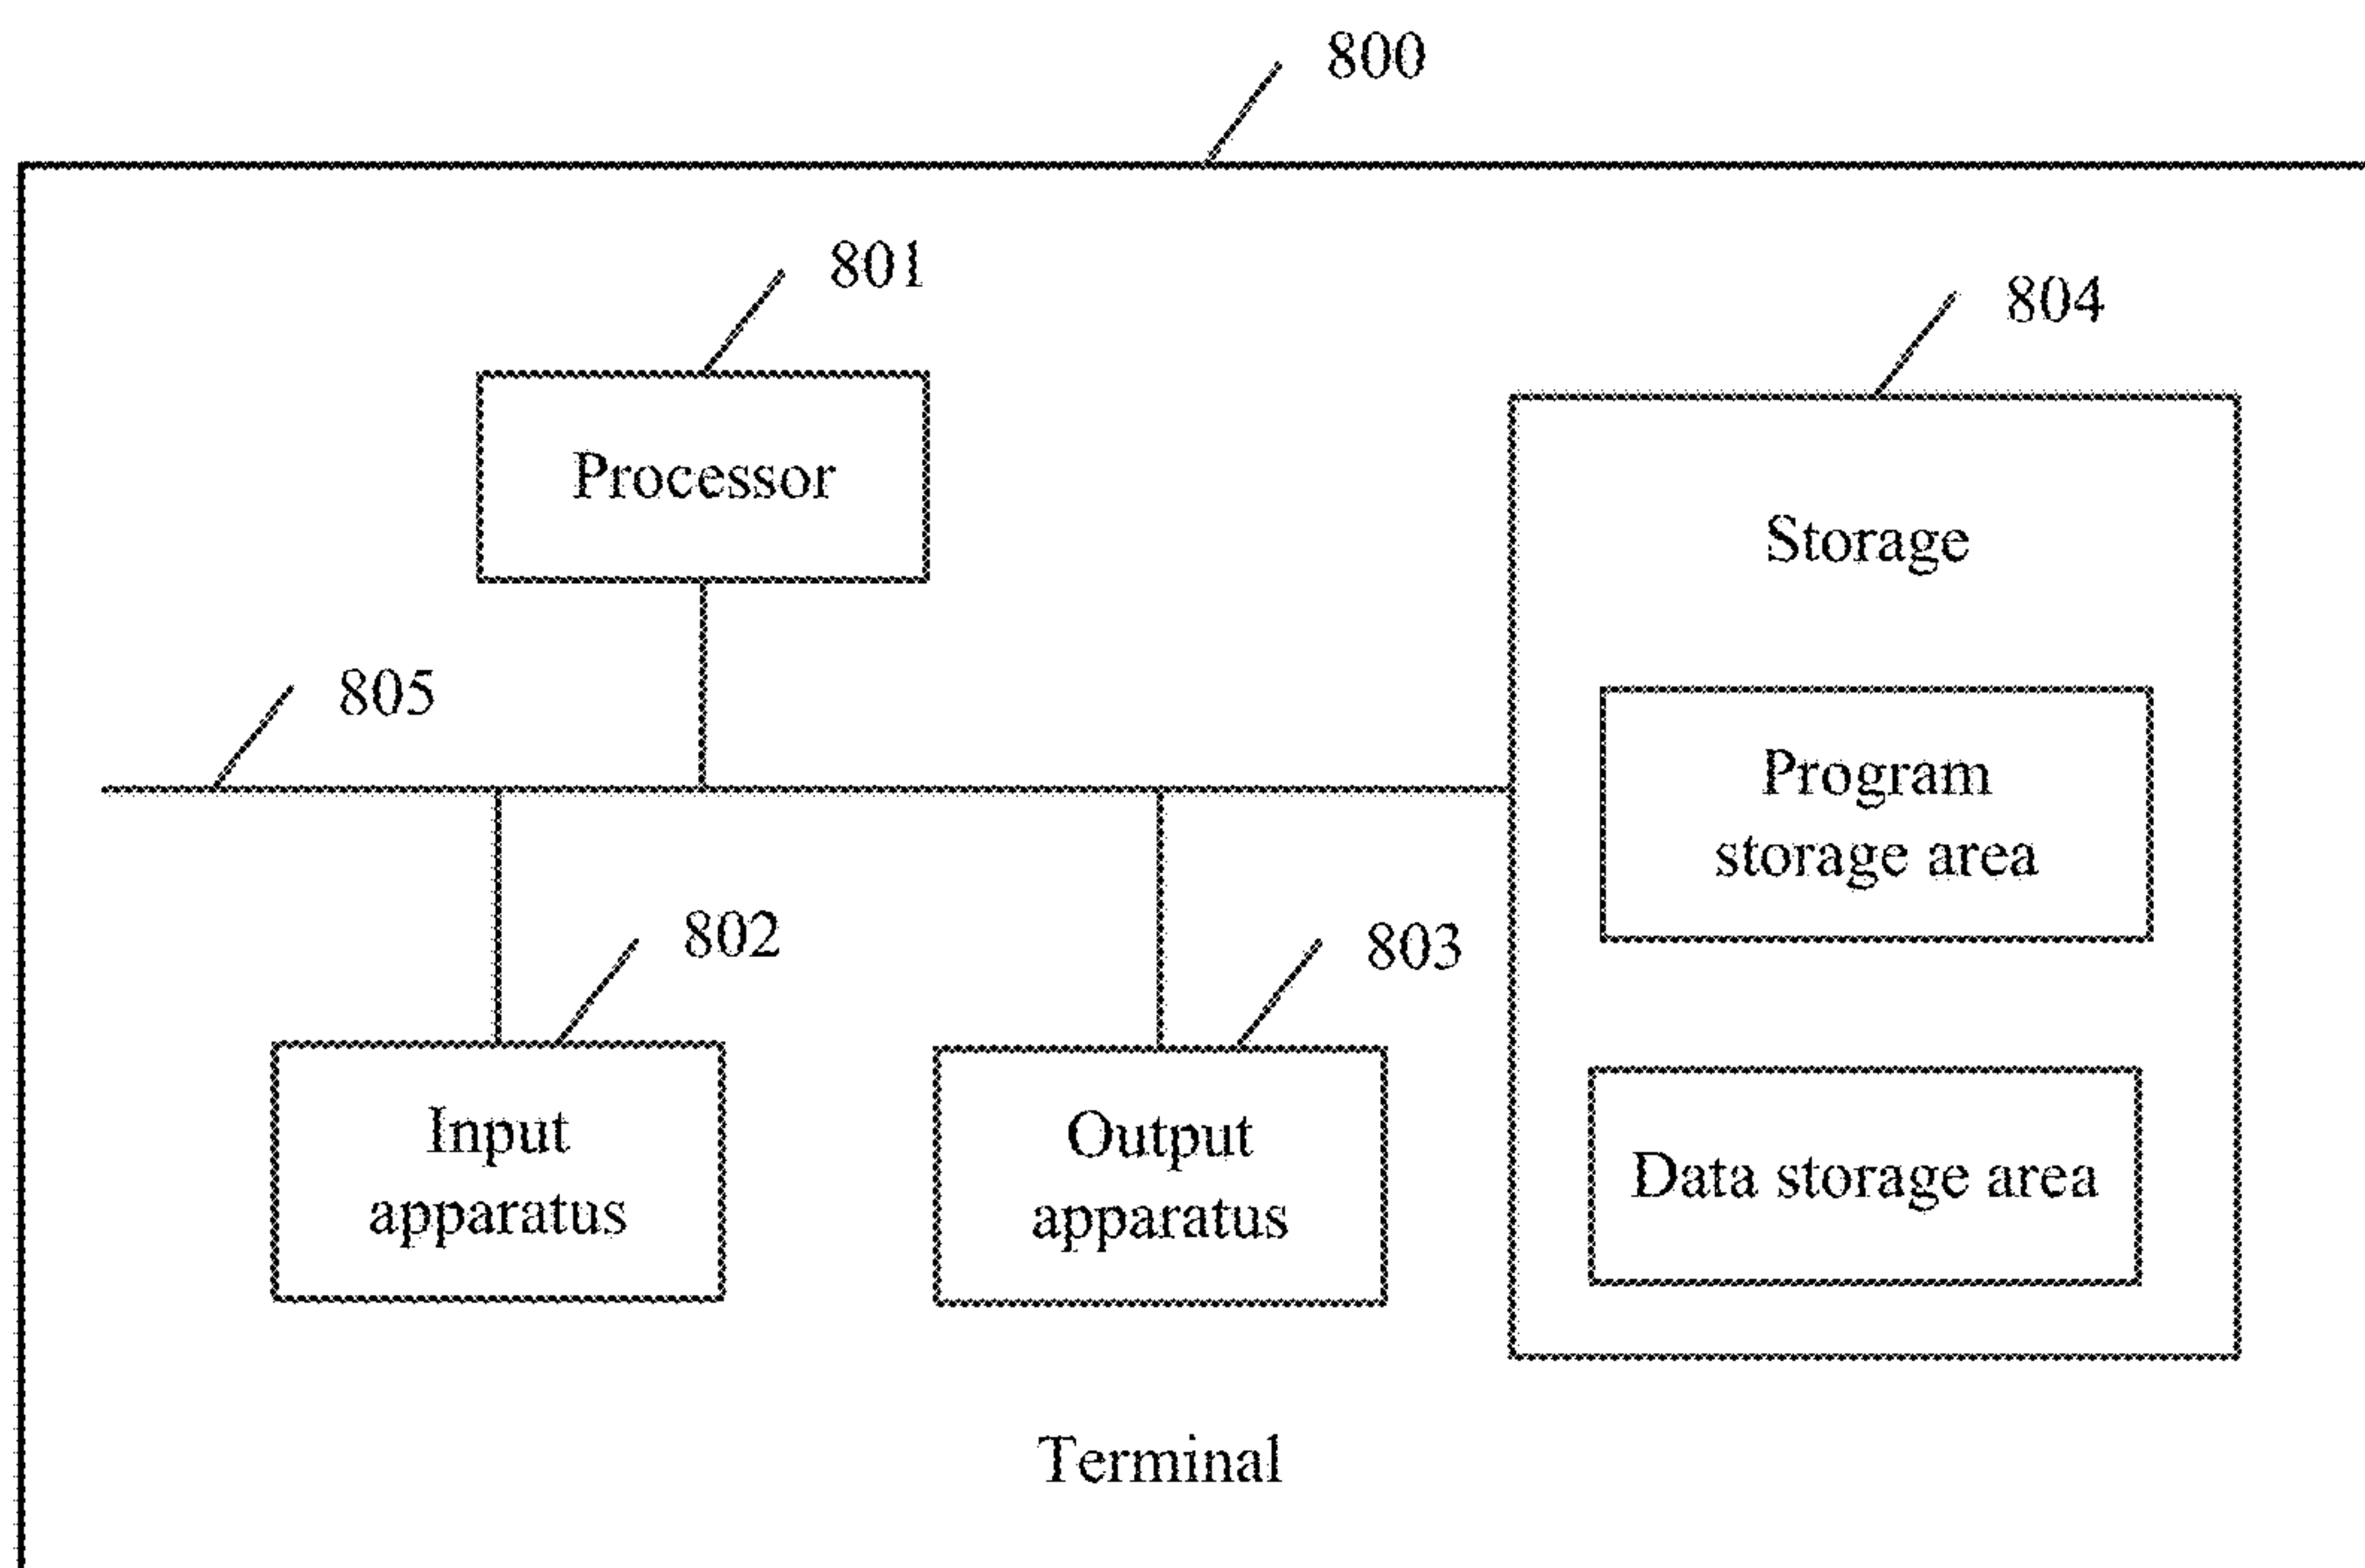 800
801
804
Processor
Storage
805
Program
storage area
802
803
Input
apparatus
Output
apparatus
Data storage area
Terminal